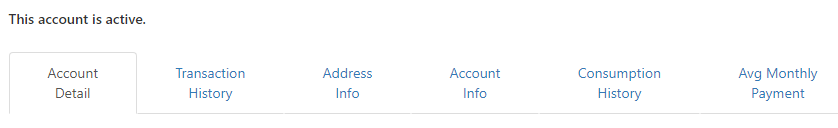 This account is active.
Account Detail
Transaction History
Address Info
Account Info
Consumption History
Avg Monthly Payment